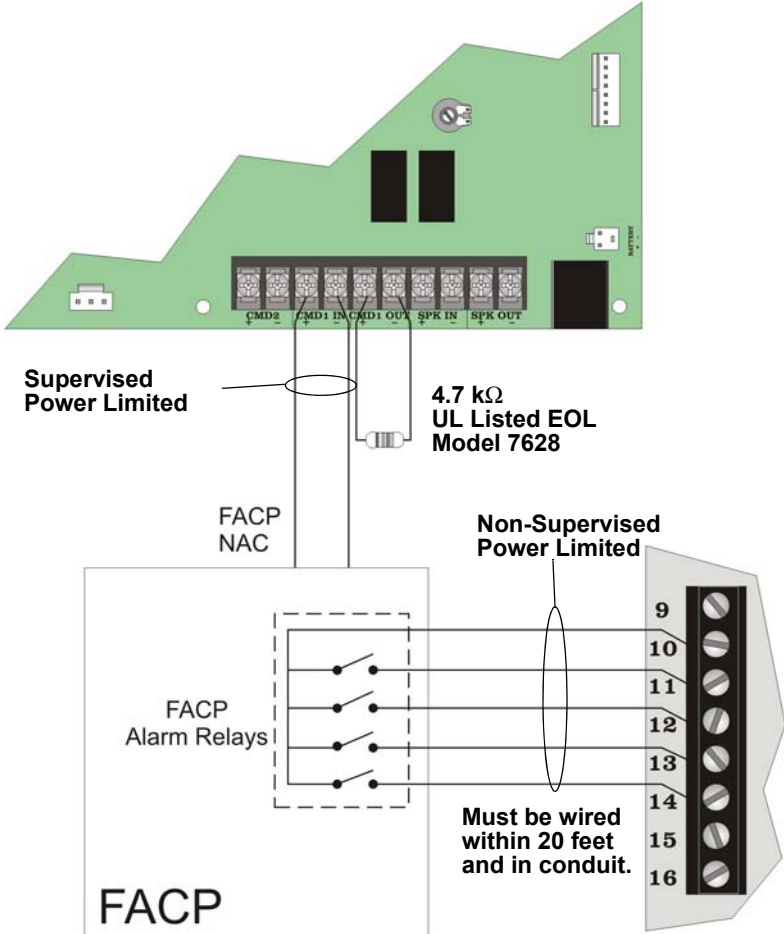 BATTERY
+ -
CMD2 CMD1 IN CMD1 OUT SPK IN SPK OUT
+ - + - + - + - + -
Supervised
Power Limited
4.7 kΩ
UL Listed EOL
Model 7628
FACP
NAC
Non-Supervised
Power Limited
9
10
11
12
13
14
15
16
FACP
Alarm Relays
Must be wired
within 20 feet
and in conduit.
FACP